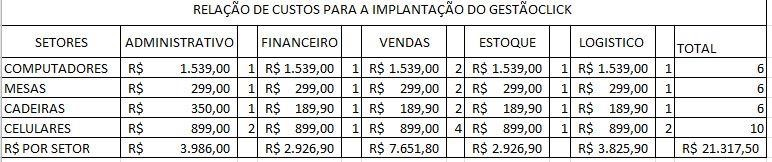 RELAÇÃO DE CUSTOS PARA A IMPLANTAÇÃO DO GESTÃOCLICK
SETORES ADMINISTRATIVO FINANCEIRO VENDAS ESTOQUE LOGISTICO TOTAL
COMPUTADORES R$ 1.539,00 1 R$ 1.539,00 1 R$ 1.539,00 2 R$ 1.539,00 1 R$ 1.539,00 1 6
MESAS R$ 299,00 1 R$ 299,00 1 R$ 299,00 2 R$ 299,00 1 R$ 299,00 1 6
CADEIRAS R$ 350,00 1 R$ 189,90 1 R$ 189,90 2 R$ 189,90 1 R$ 189,90 1 6
CELULARES R$ 899,00 2 R$ 899,00 1 R$ 899,00 4 R$ 899,00 1 R$ 899,00 2 10
R$ POR SETOR R$ 3.986,00 R$ 2.926,90 R$ 7.651,80 R$ 2.926,90 R$ 3.825,90 R$ 21.317,50